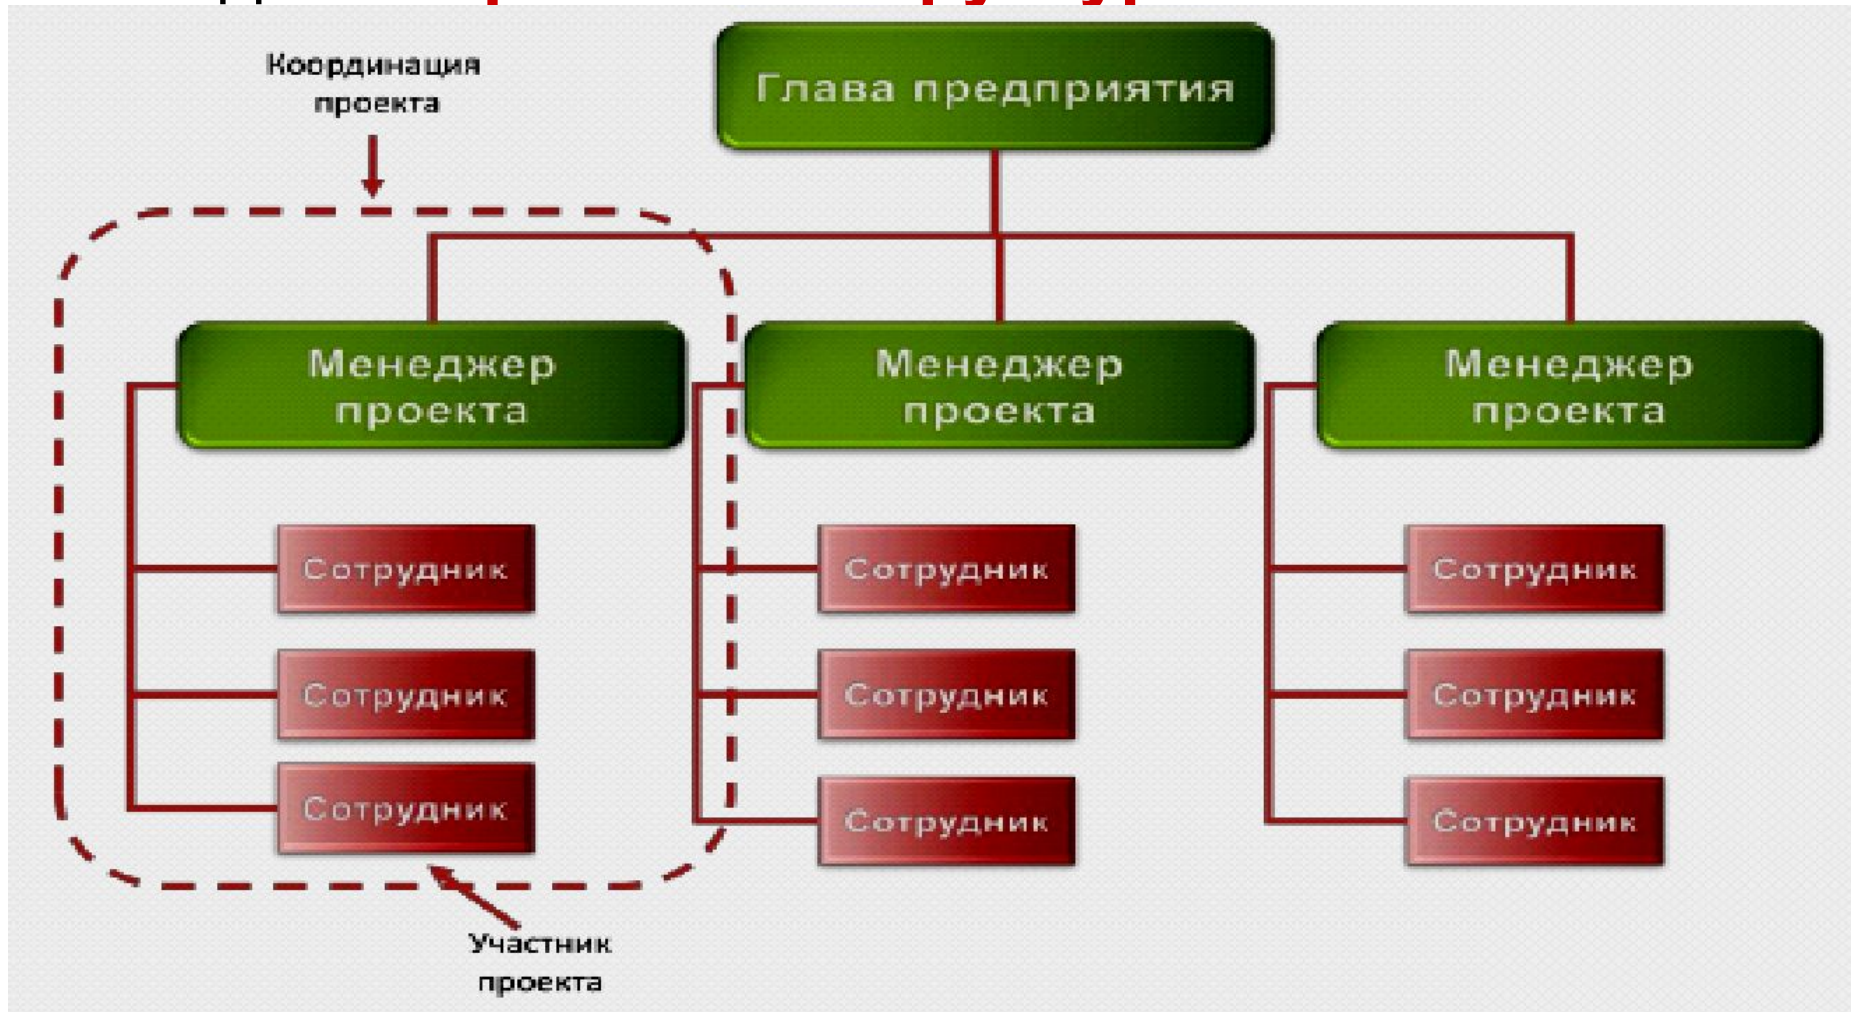 Координация
проекта
Глава предприятия
Менеджер
проекта
Менеджер
проекта
Менеджер
проекта
Сотрудник
Сотрудник
Сотрудник
Сотрудник
Сотрудник
Сотрудник
Сотрудник
Сотрудник
Сотрудник
Участник
проекта